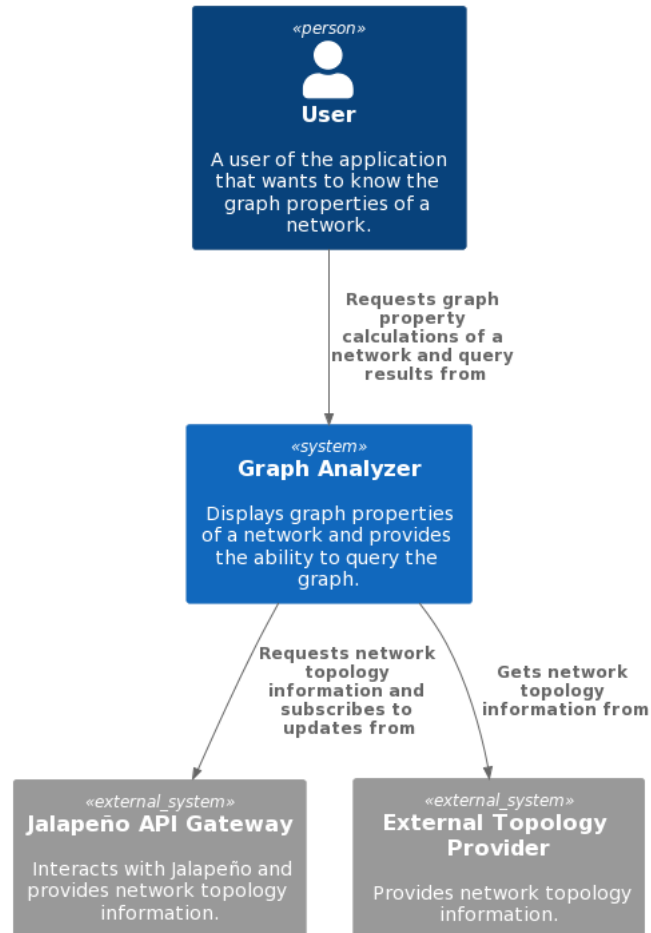 «person»
User
A user of the application
that wants to know the
graph properties of a
network.
Requests graph
property
calculations of a
network and query
results from
«system»
Graph Analyzer
Displays graph properties
of a network and provides
the ability to query the
graph.
Requests network
topology
information and
subscribes to
updates from
Gets network
topology
information from
«external_system»
Jalapeño API Gateway
Interacts with Jalapeño and
provides network topology
information.
«external_system»
External Topology
Provider
Provides network topology
information.